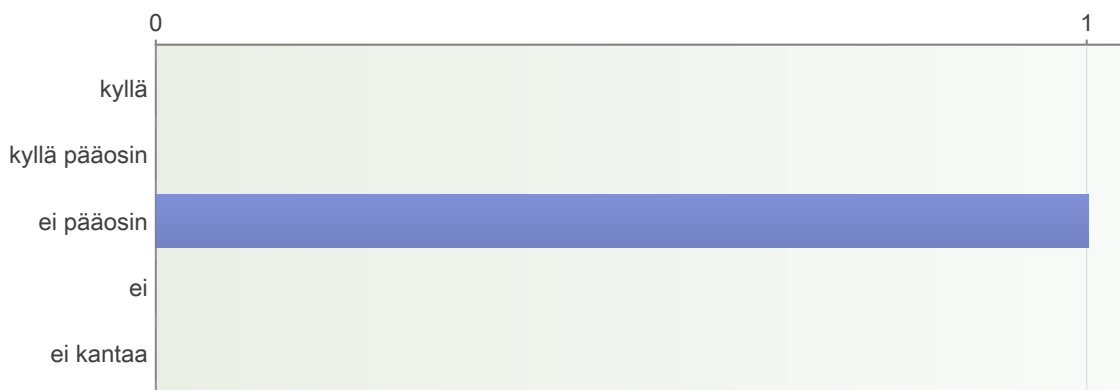 0 1
kyllä
kyllä pääosin
ei pääosin
ei
ei kantaa